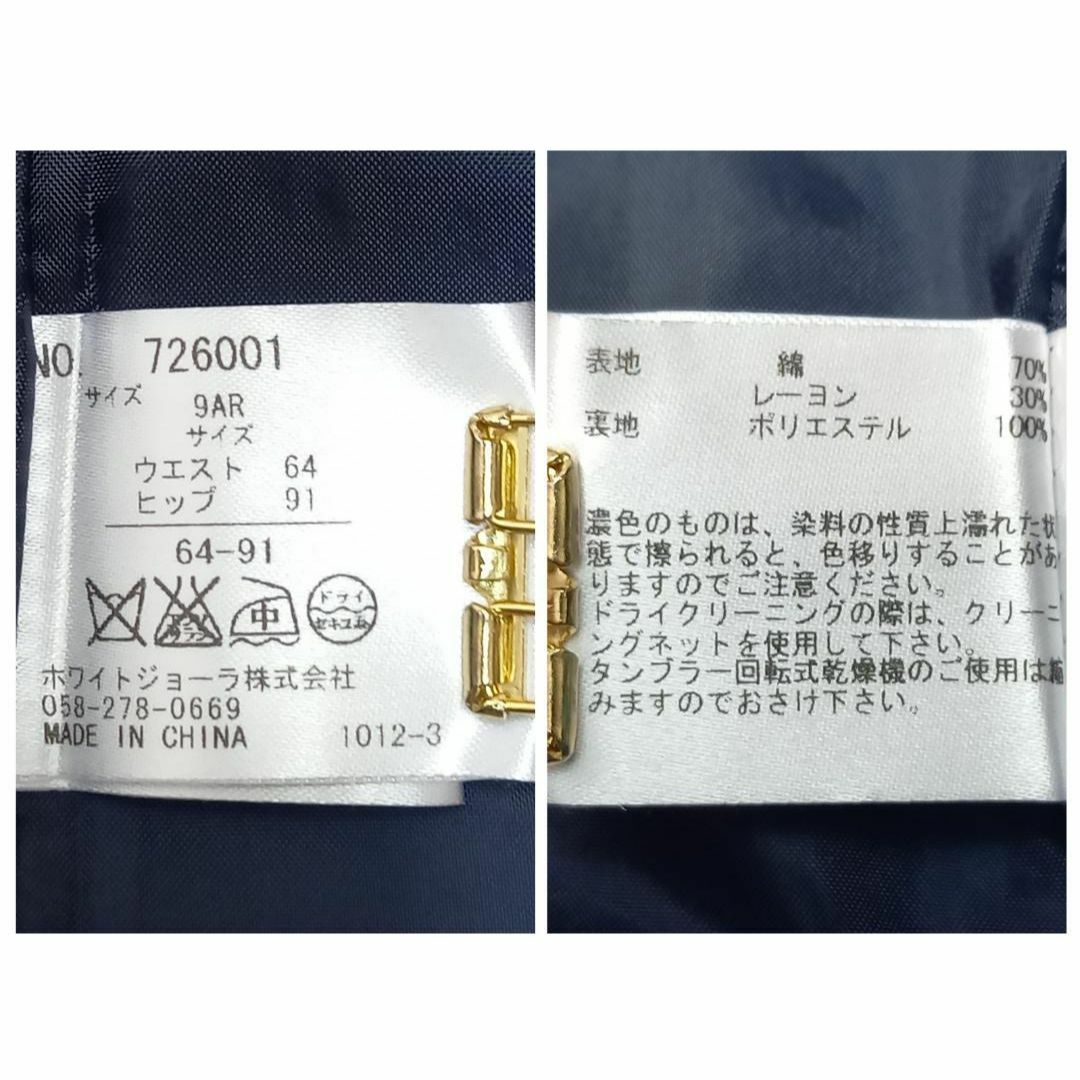 NO. 726001
サイズ 9AR
サイズ
ウエスト 64
ヒップ 91
64-91
中
ドライ
セキユ系
ホワイトジョーラ株式会社
058-278-0669
MADE IN CHINA 1012-3
表地 綿 70%
レーヨン 30%
裏地 ポリエステル 100%
濃色のものは、染料の性質上濡れた状
態で擦られると、色移りすることがあ
りますのでご注意ください。
ドライクリーニングの際は、クリーニ
ングネットを使用して下さい。
タンブラー回転式乾燥機のご使用は縮
みますのでおさけ下さい。